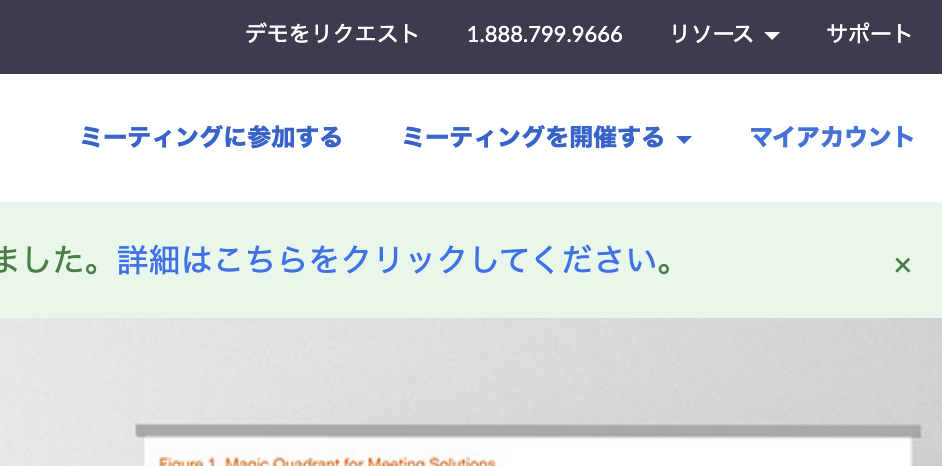 デモをリクエスト 1.888.799.9666 リソース サポート
ミーティングに参加する ミーティングを開催する マイアカウント
ました。詳細はこちらをクリックしてください。 ×
Figure 1. Magic Quadrant for Meeting Solutions